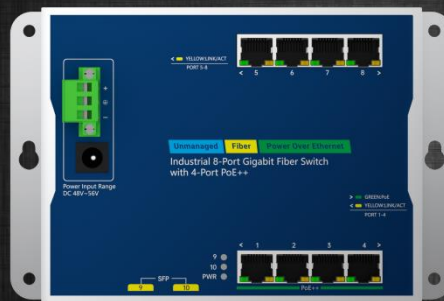 < YELLOW:LINK/ACT
PORT 5-8
< 5 6 7 8 >
+
-
Power Input Range
DC 48V~56V
Unmanaged Fiber Power Over Ethernet
Industrial 8-Port Gigabit Fiber Switch
with 4-Port PoE++
> GREEN:PoE
< YELLOW:LINK/ACT
PORT 1-4
< 1 2 3 4 >
9
10
PWR
SFP
9 10
PoE++